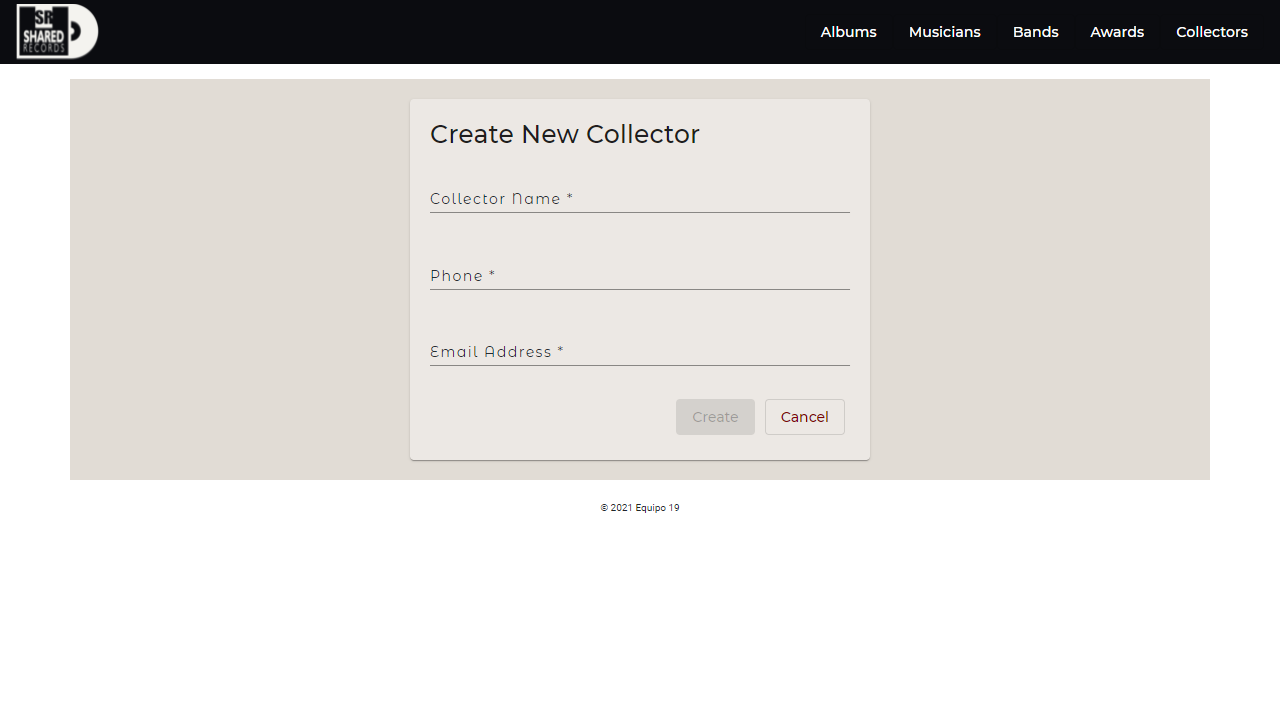 SR
SHARED
RECORDS
Albums
Musicians
Bands
Awards
Collectors
Create New Collector
Collector Name *
Phone *
Email Address *
Create
Cancel
© 2021 Equipo 19